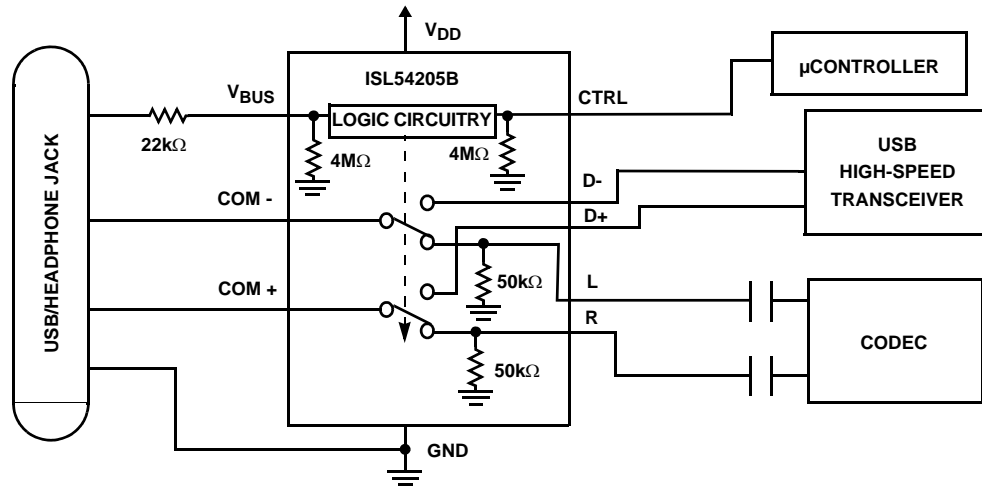 VDD
ISL54205B
µCONTROLLER
VBUS
CTRL
LOGIC CIRCUITRY
22kΩ
4MΩ
4MΩ
USB
HIGH-SPEED
TRANSCEIVER
USB/HEADPHONE JACK
D-
COM -
D+
50kΩ
L
COM +
R
CODEC
50kΩ
GND